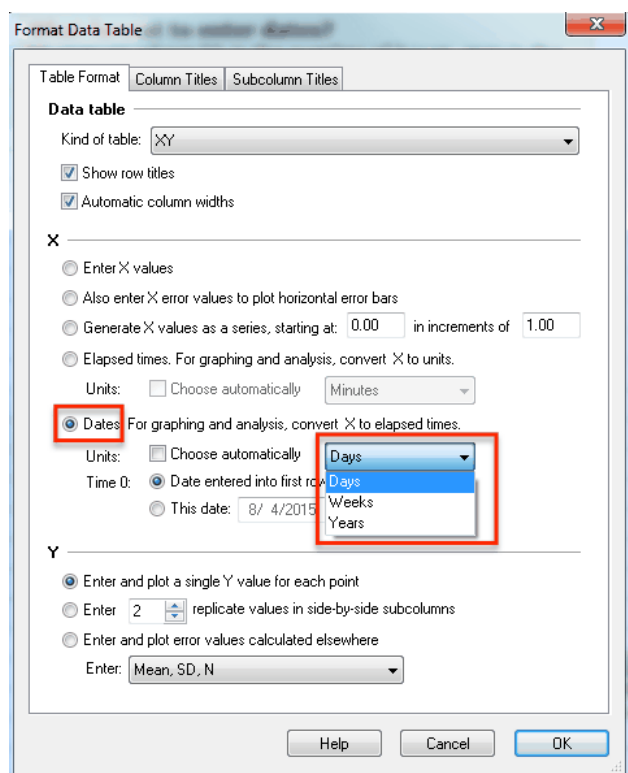 Format Data Table
Table Format Column Titles Subcolumn Titles
Data table
Kind of table: XY
Show row titles
Automatic column widths
X
Enter X values
Also enter X error values to plot horizontal error bars
Generate X values as a series, starting at: 0.00 in increments of 1.00
Elapsed times. For graphing and analysis, convert X to units.
Units: Choose automatically Minutes
Dates For graphing and analysis, convert X to elapsed times.
Units: Choose automatically Days
Time 0: Date entered into first row Days
This date: 8/ 4/2015 Weeks
Years
Y
Enter and plot a single Y value for each point
Enter 2 replicate values in side-by-side subcolumns
Enter and plot error values calculated elsewhere
Enter: Mean, SD, N
Help Cancel OK